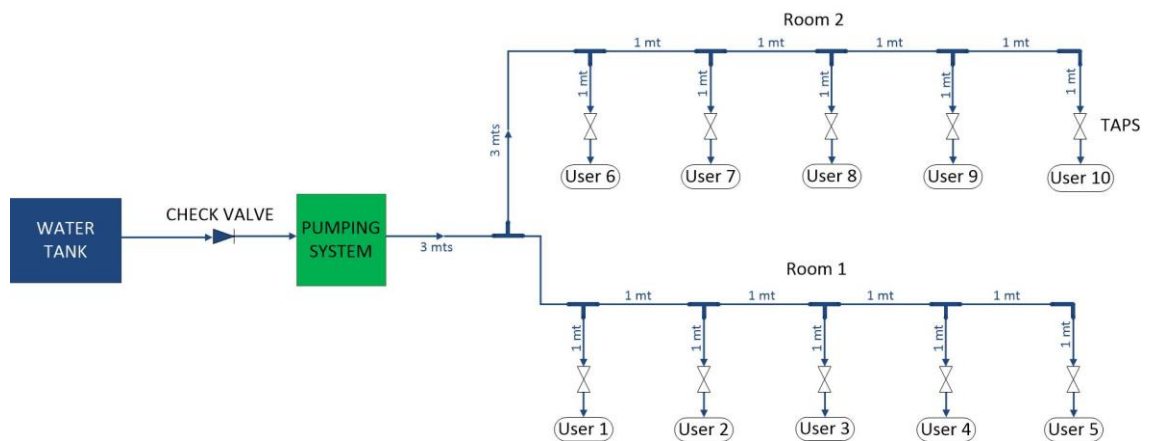 Room 2
1 mt
1 mt
1 mt
1 mt
1 mt
1 mt
1 mt
1 mt
1 mt
TAPS
3 mts
User 6
User 7
User 8
User 9
User 10
CHECK VALVE
WATER
TANK
PUMPING
SYSTEM
3 mts
Room 1
1 mt
1 mt
1 mt
1 mt
1 mt
1 mt
1 mt
1 mt
1 mt
User 1
User 2
User 3
User 4
User 5